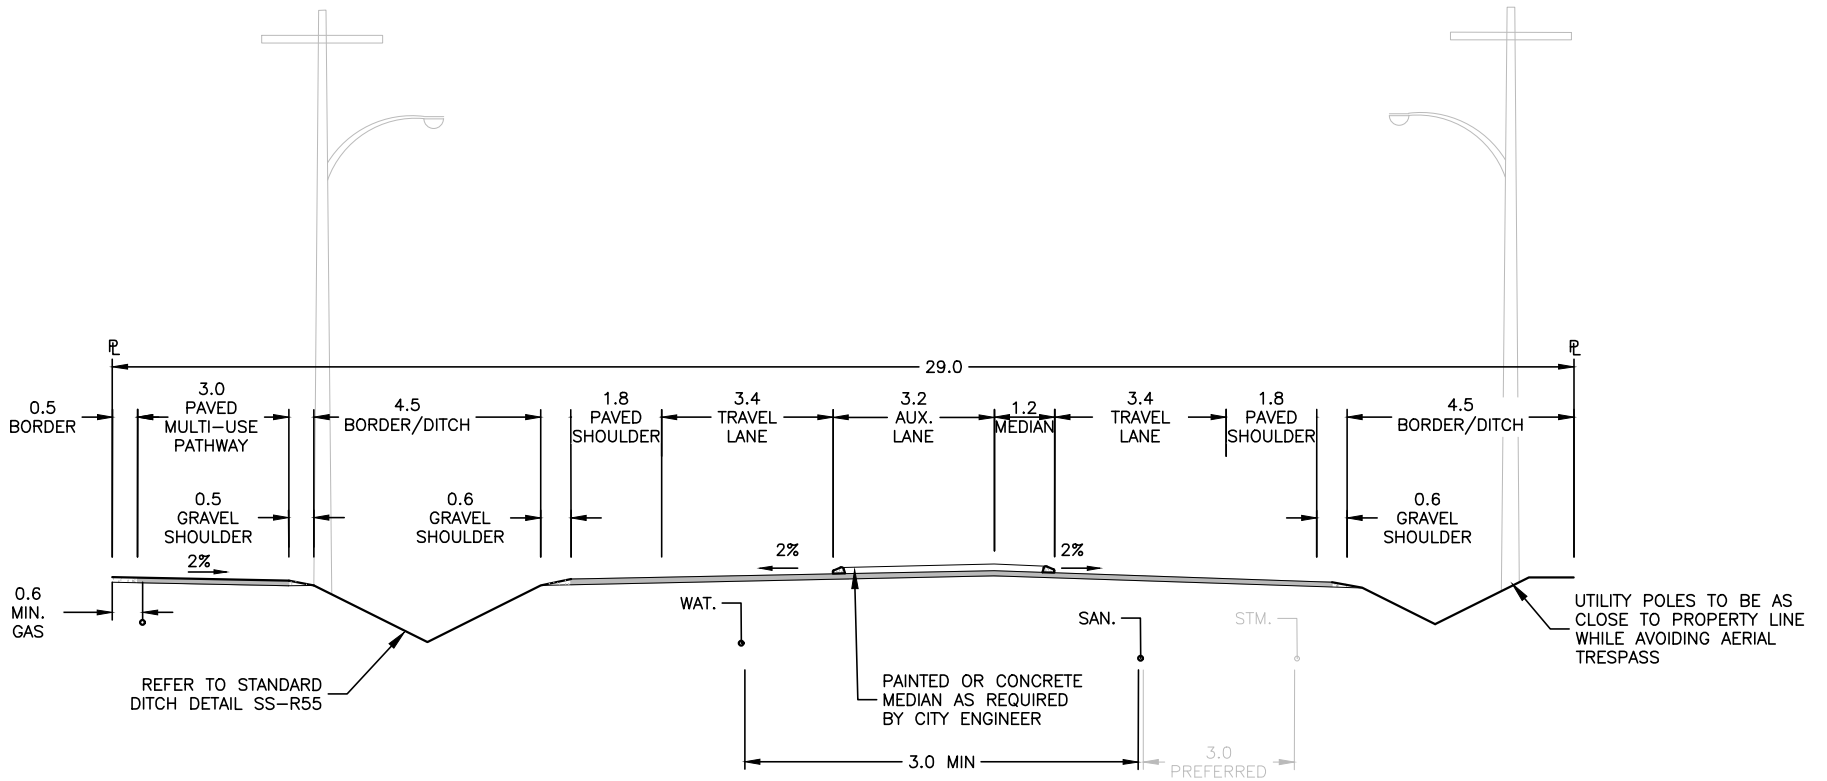 PL
PL
29.0
0.5
BORDER
3.0
PAVED
MULTI-USE
PATHWAY
4.5
BORDER/DITCH
1.8
PAVED
SHOULDER
3.4
TRAVEL
LANE
3.2
AUX.
LANE
1.2
MEDIAN
3.4
TRAVEL
LANE
1.8
PAVED
SHOULDER
4.5
BORDER/DITCH
0.5
GRAVEL
SHOULDER
0.6
GRAVEL
SHOULDER
0.6
GRAVEL
SHOULDER
2%
2%
2%
0.6
MIN.
GAS
WAT.
SAN.
STM.
UTILITY POLES TO BE AS
CLOSE TO PROPERTY LINE
WHILE AVOIDING AERIAL
TRESPASS
REFER TO STANDARD
DITCH DETAIL SS-R55
PAINTED OR CONCRETE
MEDIAN AS REQUIRED
BY CITY ENGINEER
3.0 MIN
3.0
PREFERRED